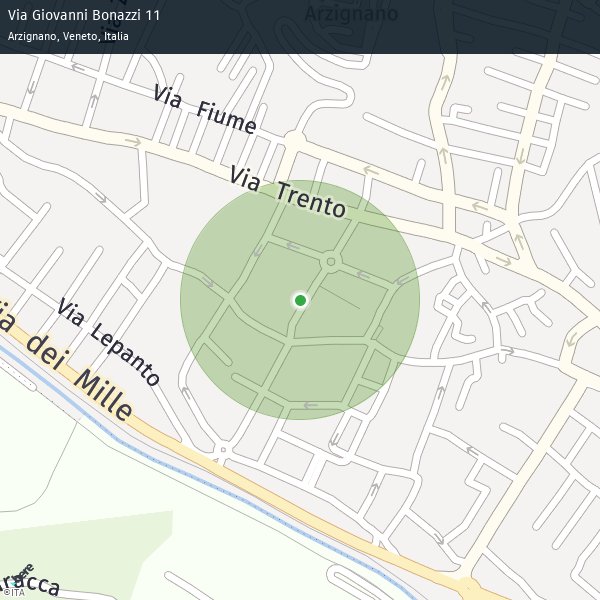 Via Giovanni Bonazzi 11
Arzignano, Veneto, Italia
Arzignano
Via Fiume
Via Trento
Via Lepanto
ia dei Mille
racca
here
©ITA